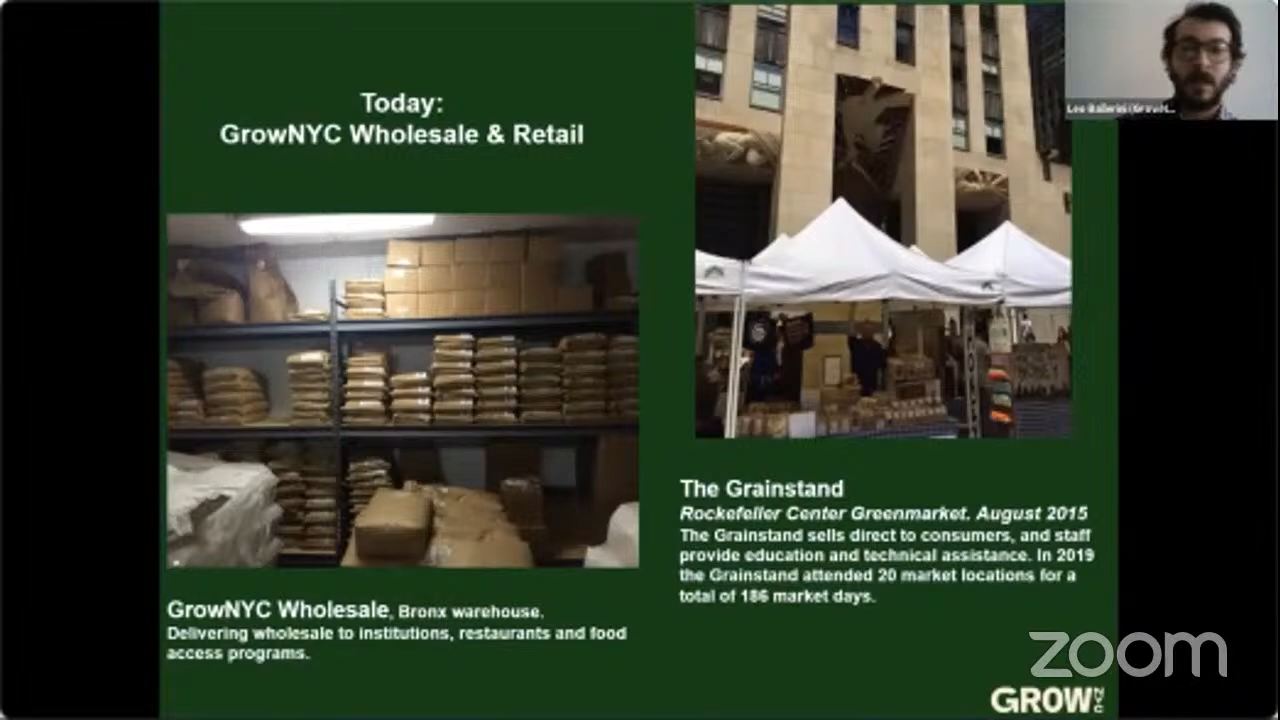 Today:
GrowNYC Wholesale & Retail
The Grainstand
Rockefeller Center Greenmarket, August 2015
The Grainstand sells direct to consumers, and staff
provide education and technical assistance. In 2019
the Grainstand attended 20 market locations for a
total of 186 market days.
GrowNYC Wholesale, Bronx warehouse.
Delivering wholesale to institutions, restaurants and food
access programs.
zoom
GROWNYC